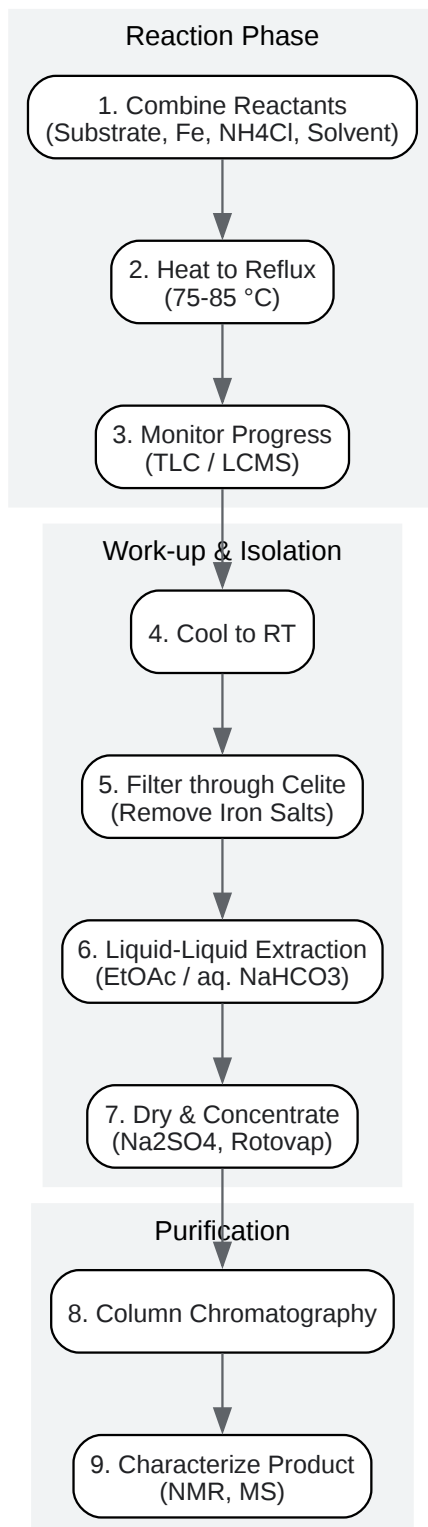 Reaction Phase
1. Combine Reactants
(Substrate, Fe, NH4Cl, Solvent)
2. Heat to Reflux
(75-85 °C)
3. Monitor Progress
(TLC / LCMS)
Work-up & Isolation
4. Cool to RT
5. Filter through Celite
(Remove Iron Salts)
6. Liquid-Liquid Extraction
(EtOAc / aq. NaHCO3)
7. Dry & Concentrate
(Na2SO4, Rotovap)
Purification
8. Column Chromatography
9. Characterize Product
(NMR, MS)